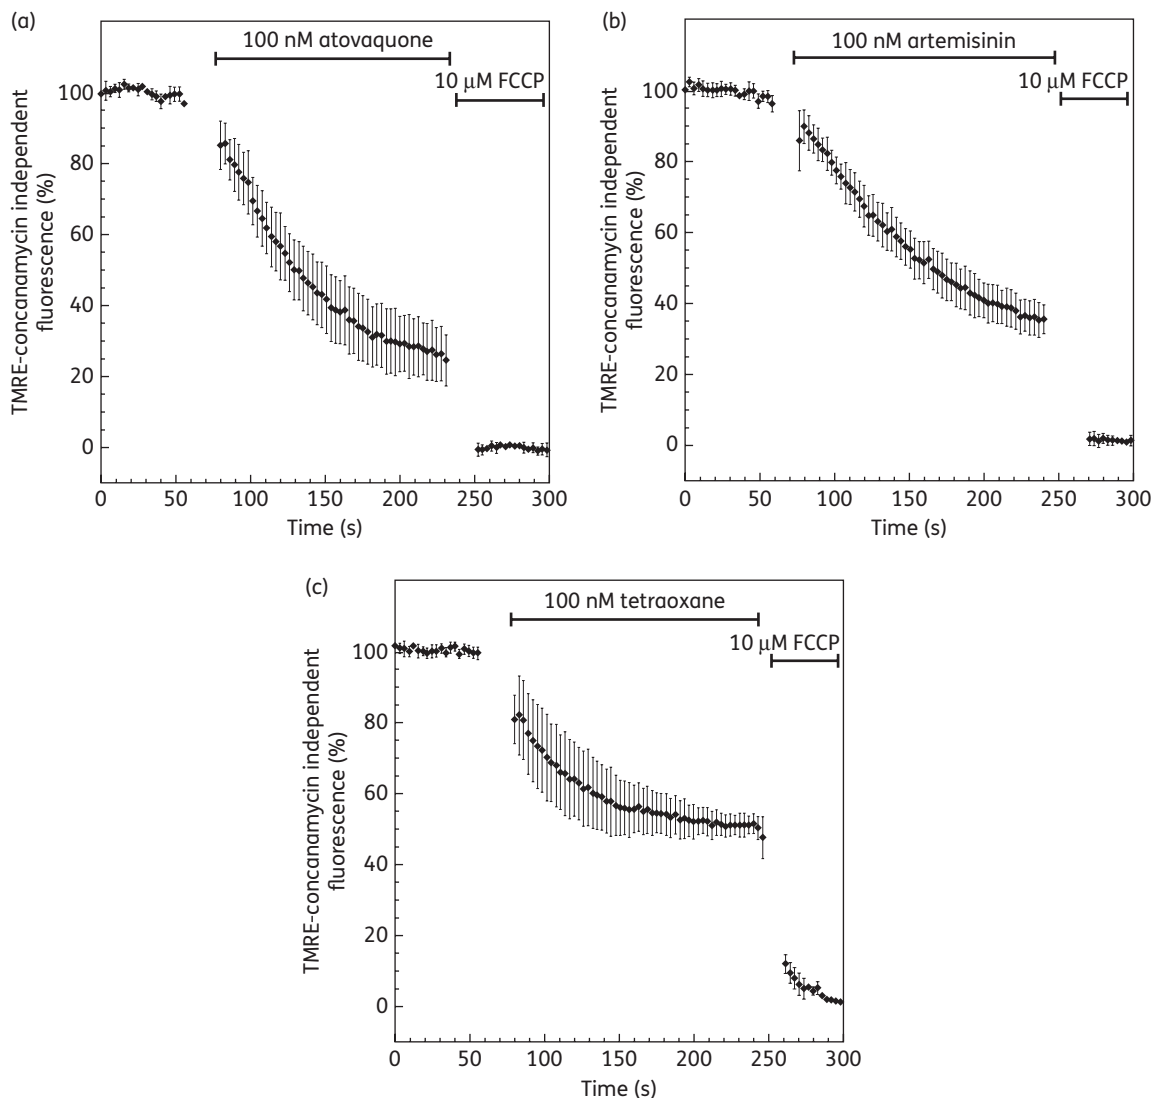 (a)
100 nM atovaquone
10 μM FCCP
TMRE-concanamycin independent
fluorescence (%)
100
80
60
40
20
0
0 50 100 150 200 250 300
Time (s)
(b)
100 nM artemisinin
10 μM FCCP
TMRE-concanamycin independent
fluorescence (%)
100
80
60
40
20
0
0 50 100 150 200 250 300
Time (s)
(c)
100 nM tetraoxane
10 μM FCCP
TMRE-concanamycin independent
fluorescence (%)
100
80
60
40
20
0
0 50 100 150 200 250 300
Time (s)